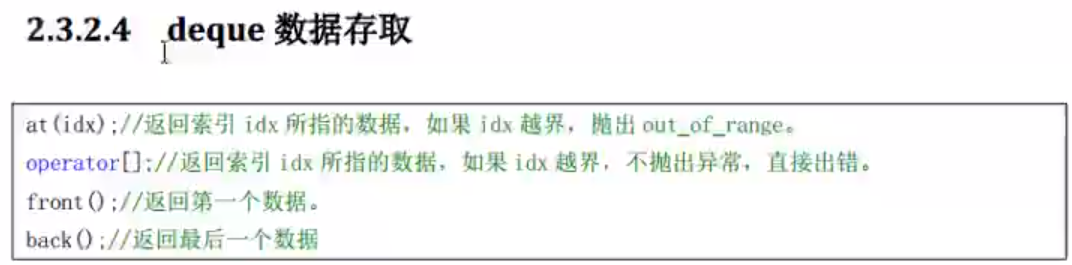 2.3.2.4 deque 数据存取
at(idx);//返回索引 idx 所指的数据，如果 idx 越界，抛出 out_of_range。
operator[];//返回索引 idx 所指的数据，如果 idx 越界，不抛出异常，直接出错。
front();//返回第一个数据。
back();//返回最后一个数据